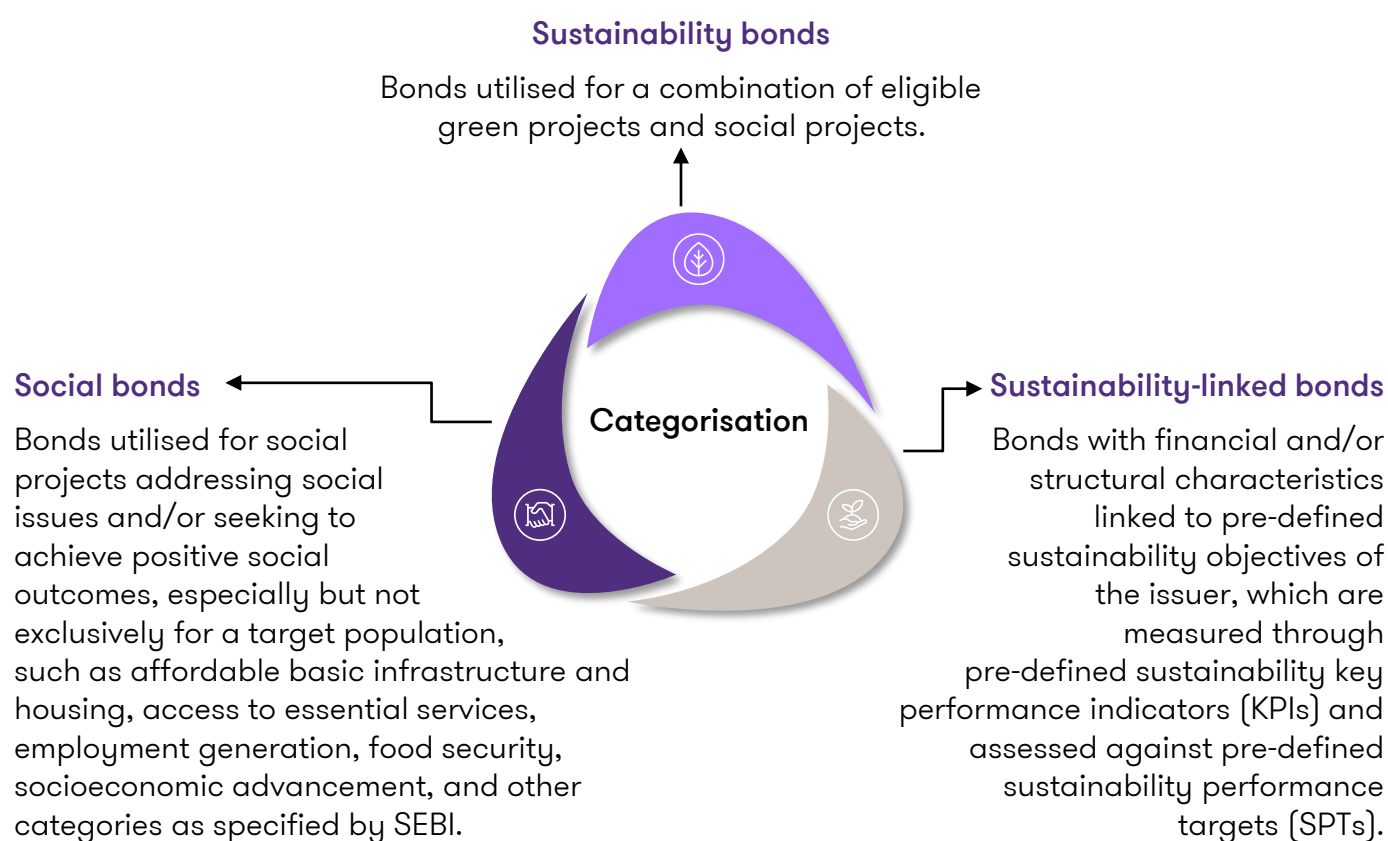 Sustainability bonds
Bonds utilised for a combination of eligible
green projects and social projects.
Categorisation
Social bonds
Bonds utilised for social
projects addressing social
issues and/or seeking to
achieve positive social
outcomes, especially but not
exclusively for a target population,
such as affordable basic infrastructure and
housing, access to essential services,
employment generation, food security,
socioeconomic advancement, and other
categories as specified by SEBI.
Sustainability-linked bonds
Bonds with financial and/or
structural characteristics
linked to pre-defined
sustainability objectives of
the issuer, which are
measured through
pre-defined sustainability key
performance indicators (KPIs) and
assessed against pre-defined
sustainability performance
targets (SPTs).